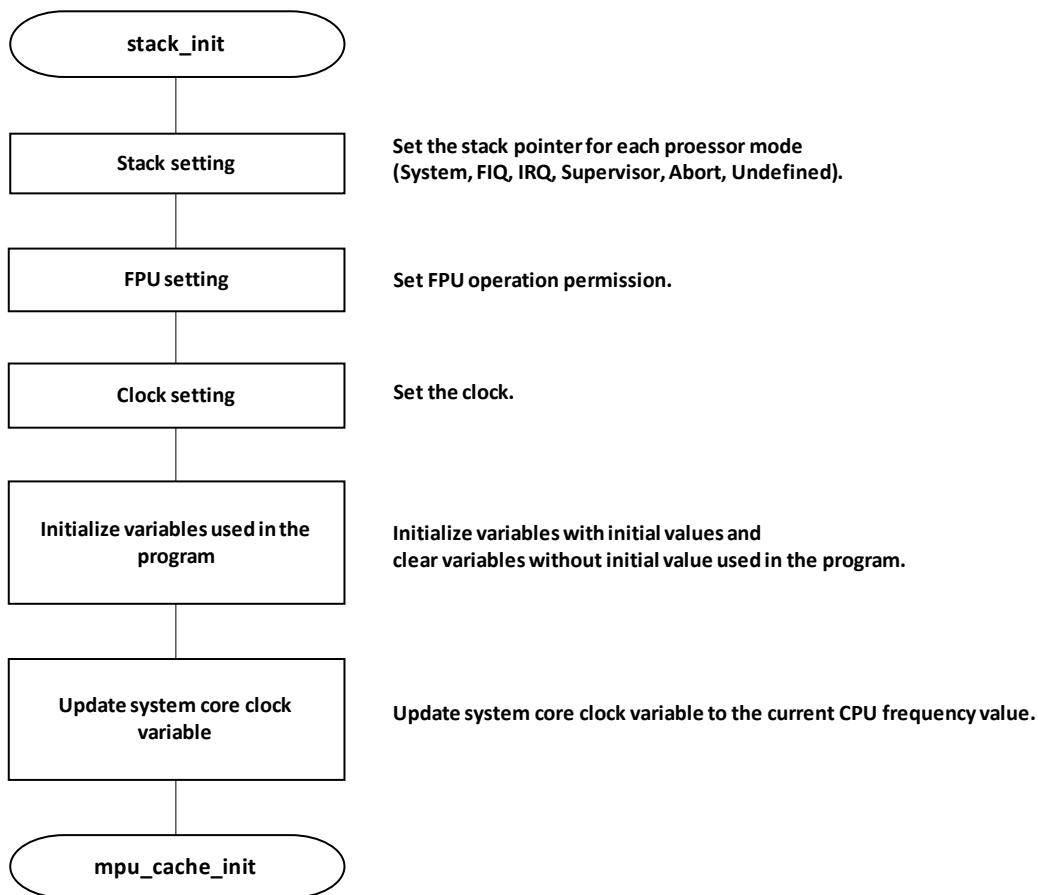 stack_init
Stack setting
Set the stack pointer for each proessor mode
(System, FIQ, IRQ, Supervisor, Abort, Undefined).
FPU setting
Set FPU operation permission.
Clock setting
Set the clock.
Initialize variables used in the
program
Initialize variables with initial values and
clear variables without initial value used in the program.
Update system core clock
variable
Update system core clock variable to the current CPU frequency value.
mpu_cache_init